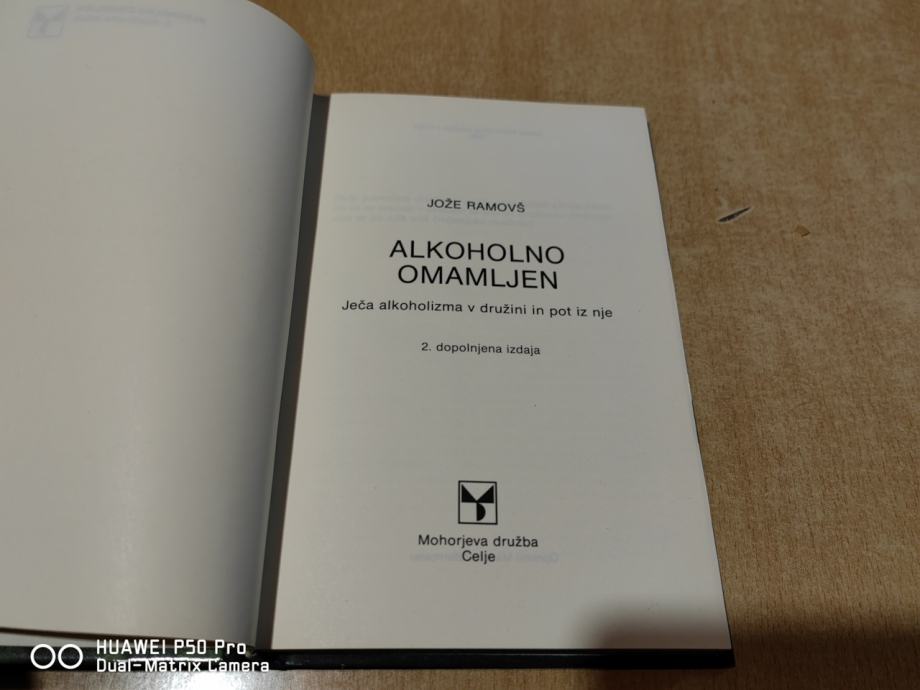 JOŽE RAMOVŠ
ALKOHOLNO
OMAMLJEN
Ječa alkoholizma v družini in pot iz nje
2. dopolnjena izdaja
Mohorjeva družba
Celje
HUAWEI P50 Pro
Dual-Matrix Camera